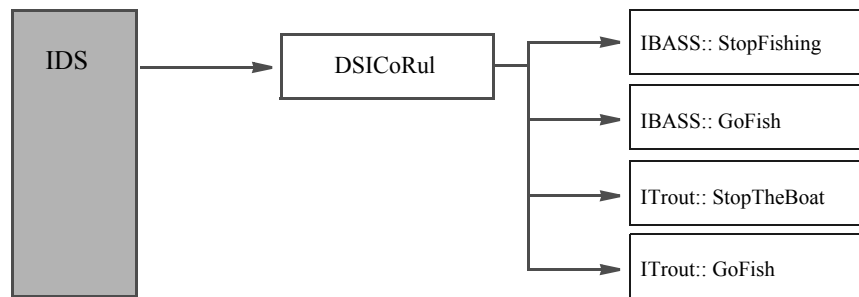 IDS
DSICoRul
IBASS:: StopFishing
IBASS:: GoFish
ITrout:: StopTheBoat
ITrout:: GoFish